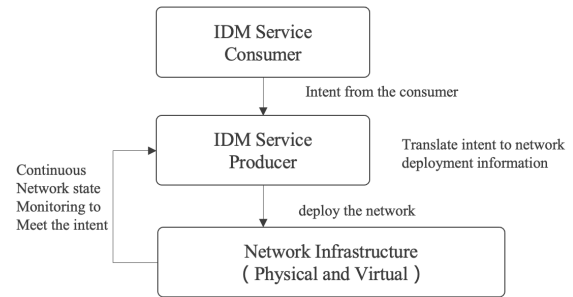 IDM Service
Consumer
Intent from the consumer
IDM Service
Producer
Translate intent to network
deployment information
Continuous
Network state
Monitoring to
Meet the intent
deploy the network
Network Infrastructure
( Physical and Virtual )